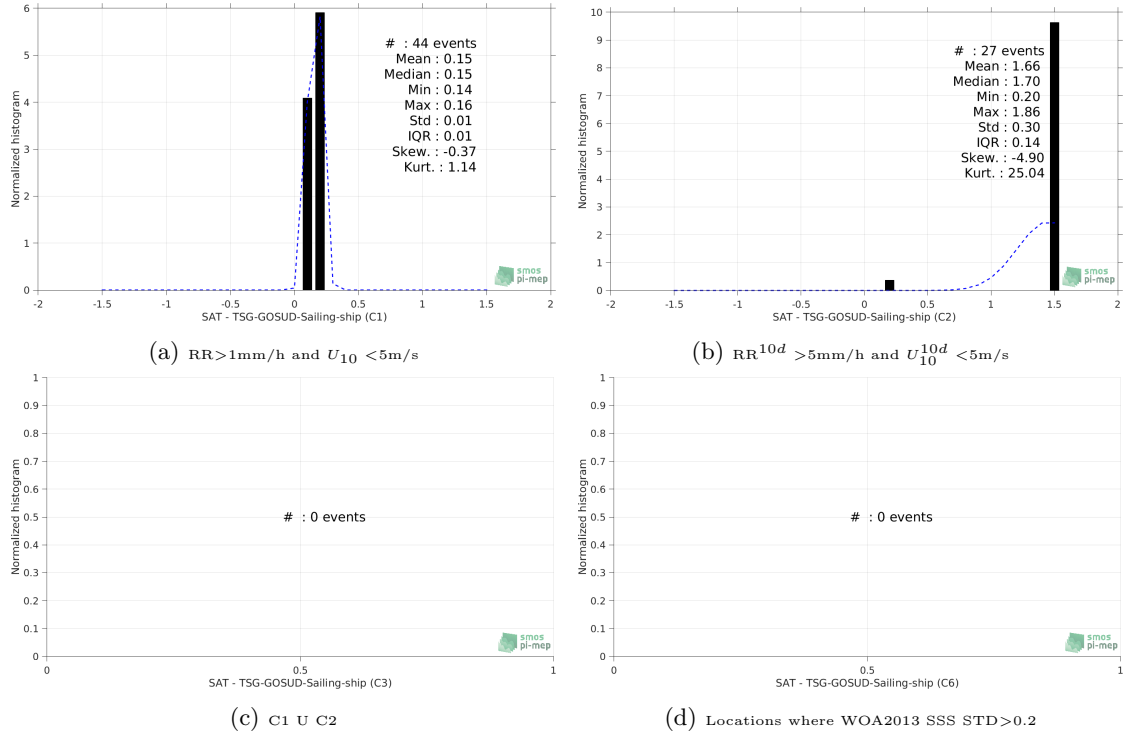 6
5
4
3
2
1
0
Normalized histogram
# : 44 events
Mean : 0.15
Median : 0.15
Min : 0.14
Max : 0.16
Std : 0.01
IQR : 0.01
Skew. : -0.37
Kurt. : 1.14
smos
pi-mep
-2 -1.5 -1 -0.5 0 0.5 1 1.5 2
SAT - TSG-GOSUD-Sailing-ship (C1)
(a) RR>1mm/h and U10 <5m/s
10
9
8
7
6
5
4
3
2
1
0
Normalized histogram
# : 27 events
Mean : 1.66
Median : 1.70
Min : 0.20
Max : 1.86
Std : 0.30
IQR : 0.14
Skew. : -4.90
Kurt. : 25.04
smos
pi-mep
-2 -1.5 -1 -0.5 0 0.5 1 1.5 2
SAT - TSG-GOSUD-Sailing-ship (C2)
(b) RR^10d >5mm/h and U_10^10d <5m/s
1
0.9
0.8
0.7
0.6
0.5
0.4
0.3
0.2
0.1
0
Normalized histogram
# : 0 events
smos
pi-mep
0 0.5 1
SAT - TSG-GOSUD-Sailing-ship (C3)
(c) C1 U C2
1
0.9
0.8
0.7
0.6
0.5
0.4
0.3
0.2
0.1
0
Normalized histogram
# : 0 events
smos
pi-mep
0 0.5 1
SAT - TSG-GOSUD-Sailing-ship (C6)
(d) Locations where WOA2013 SSS STD>0.2